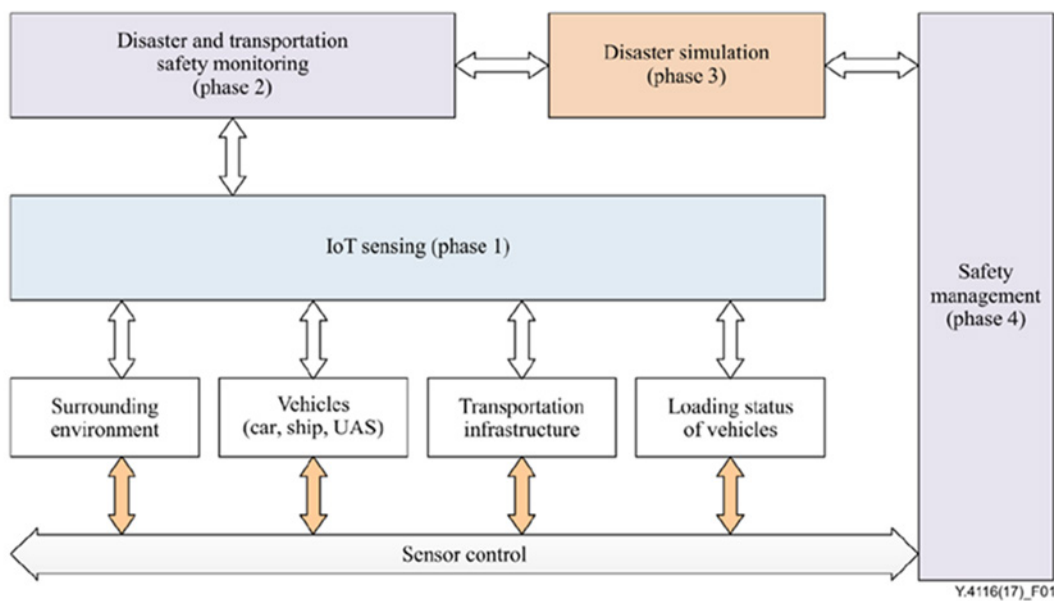 Disaster and transportation
safety monitoring
(phase 2)
Disaster simulation
(phase 3)
IoT sensing (phase 1)
Safety
management
(phase 4)
Surrounding
environment
Vehicles
(car, ship, UAS)
Transportation
infrastructure
Loading status
of vehicles
Sensor control
Y.4116(17)_F01